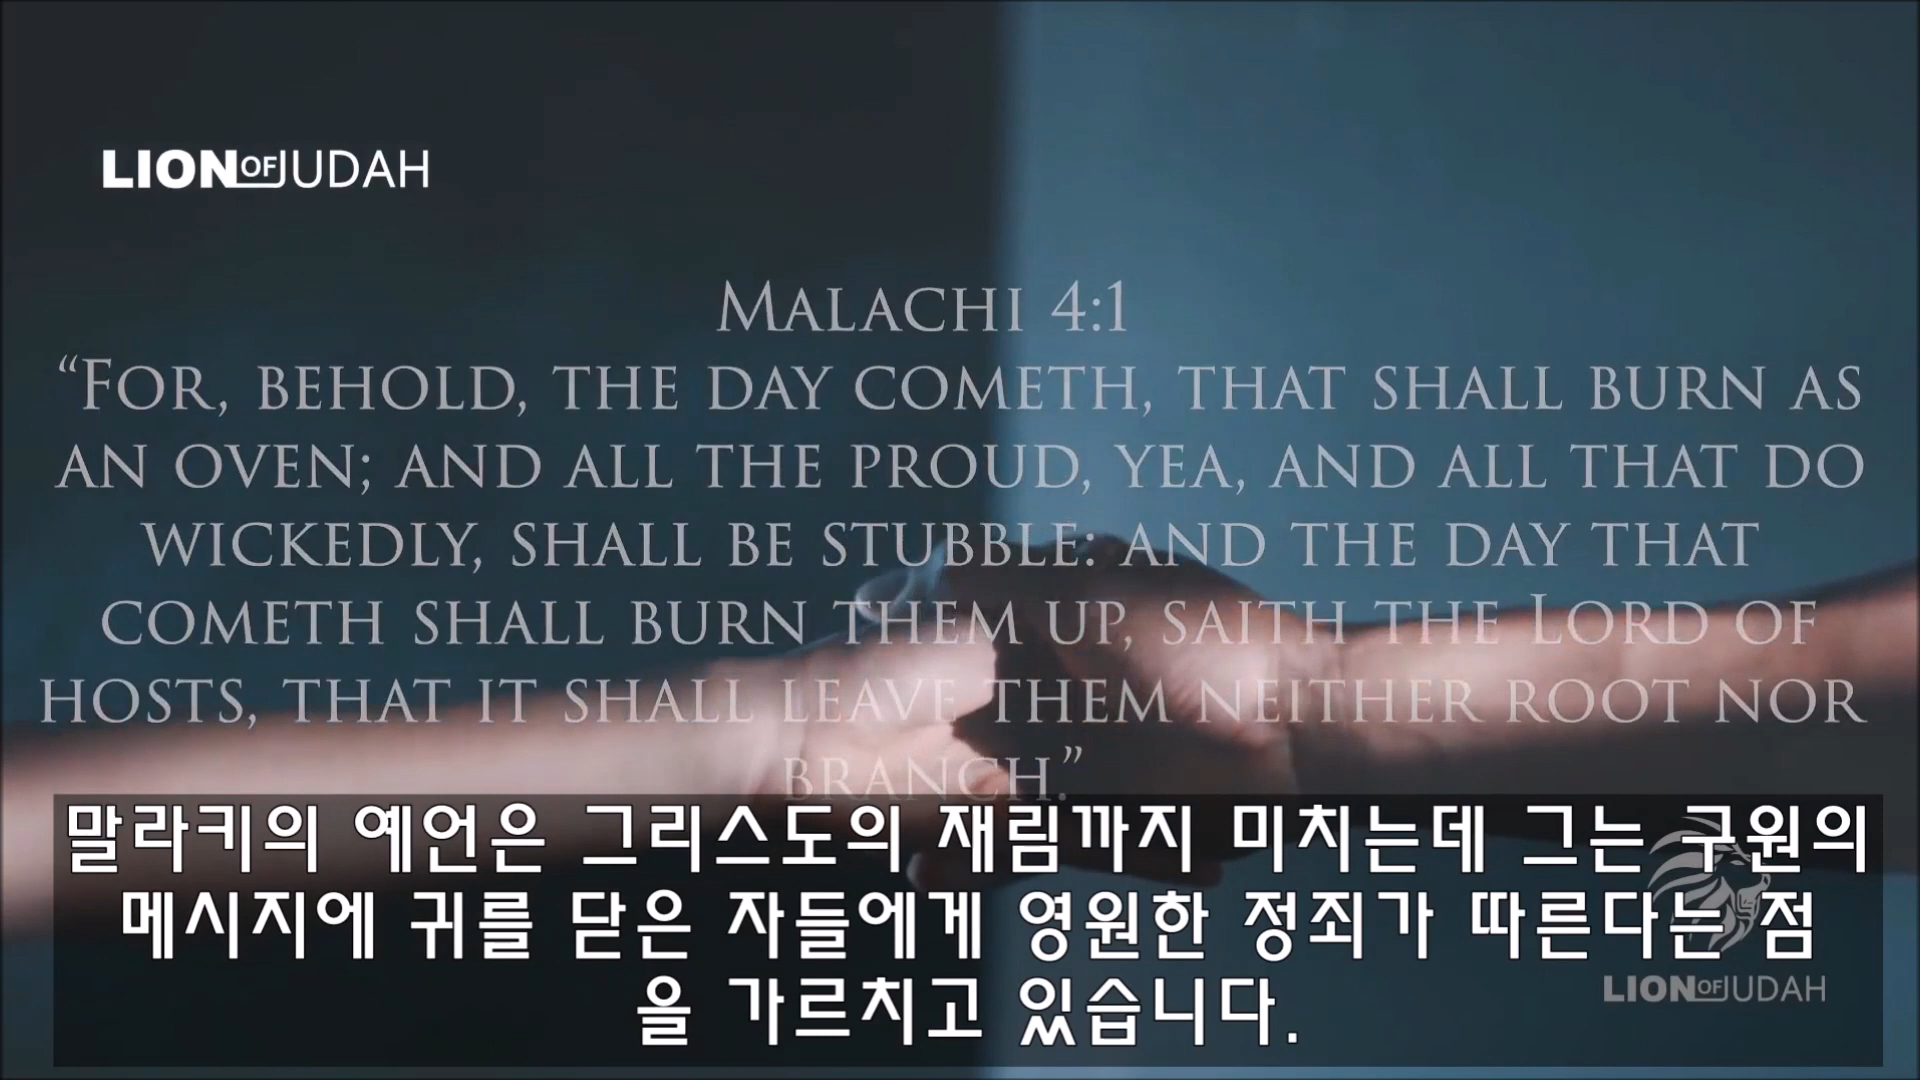 LION OF JUDAH
MALACHI 4:1
“FOR, BEHOLD, THE DAY COMETH, THAT SHALL BURN AS
AN OVEN; AND ALL THE PROUD, YEA, AND ALL THAT DO
WICKEDLY, SHALL BE STUBBLE: AND THE DAY THAT
COMETH SHALL BURN THEM UP, SAITH THE LORD OF
HOSTS, THAT IT SHALL LEAVE THEM NEITHER ROOT NOR
BRANCH.”
말라키의 예언은 그리스도의 재림까지 미치는데 그는 구원의
메시지에 귀를 닫은 자들에게 영원한 정죄가 따른다는 점
을 가르치고 있습니다.
LION OF JUDAH